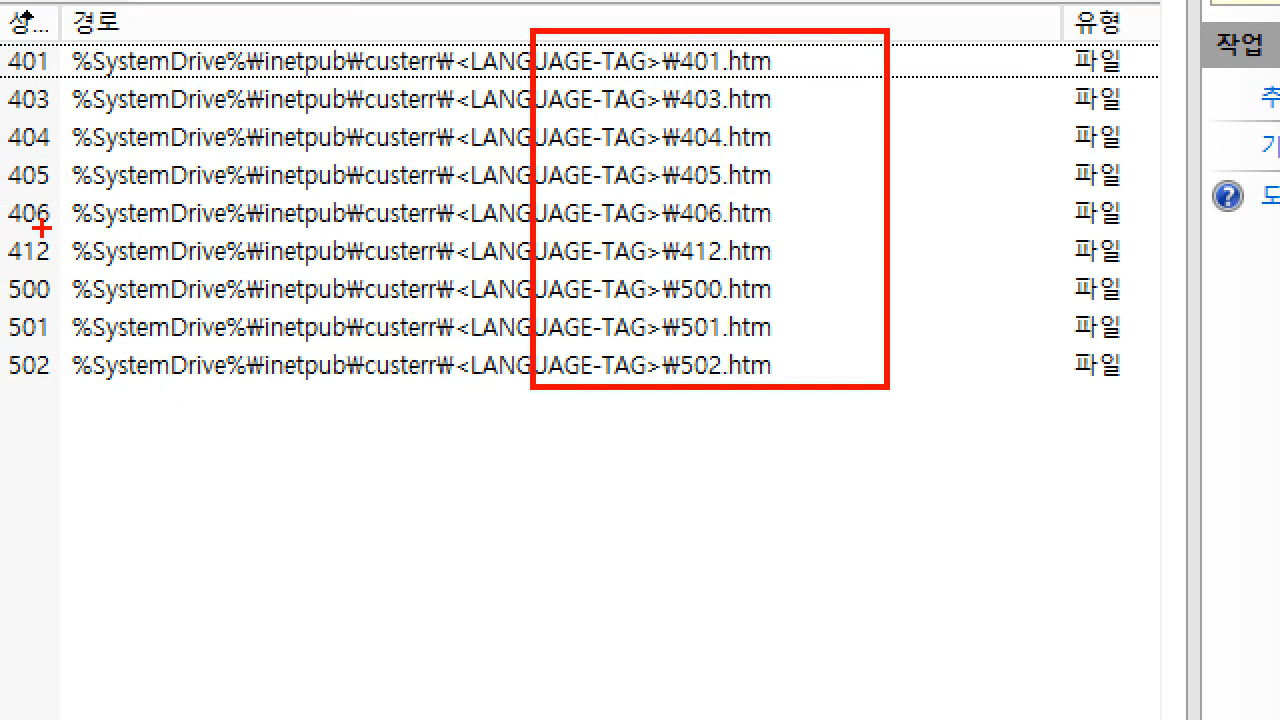 상... 경로 유형
401 %SystemDrive%₩inetpub₩custerr₩<LANGUAGE-TAG>₩401.htm 파일
403 %SystemDrive%₩inetpub₩custerr₩<LANGUAGE-TAG>₩403.htm 파일
404 %SystemDrive%₩inetpub₩custerr₩<LANGUAGE-TAG>₩404.htm 파일
405 %SystemDrive%₩inetpub₩custerr₩<LANGUAGE-TAG>₩405.htm 파일
406 %SystemDrive%₩inetpub₩custerr₩<LANGUAGE-TAG>₩406.htm 파일
412 %SystemDrive%₩inetpub₩custerr₩<LANGUAGE-TAG>₩412.htm 파일
500 %SystemDrive%₩inetpub₩custerr₩<LANGUAGE-TAG>₩500.htm 파일
501 %SystemDrive%₩inetpub₩custerr₩<LANGUAGE-TAG>₩501.htm 파일
502 %SystemDrive%₩inetpub₩custerr₩<LANGUAGE-TAG>₩502.htm 파일
작업